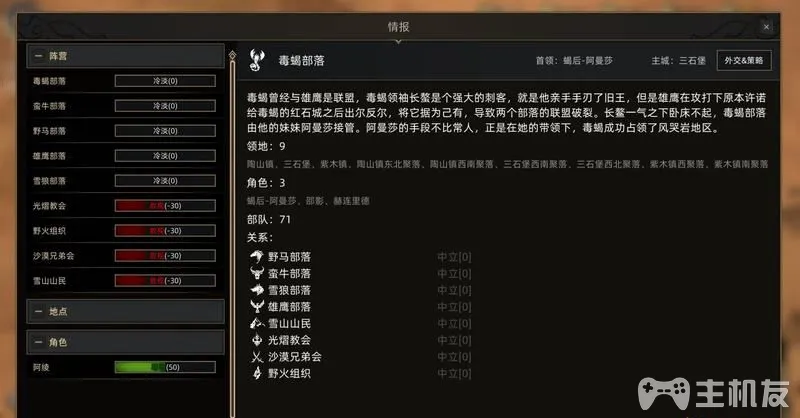 情报
阵营
毒蝎部落 冷淡(0)
蛮牛部落 冷淡(0)
野马部落 冷淡(0)
雄鹰部落 冷淡(0)
雪狼部落 冷淡(0)
光熠教会 敌视(-30)
野火组织 敌视(-30)
沙漠兄弟会 敌视(-30)
雪山山民 敌视(-30)
地点
角色
阿绫 (50)
毒蝎部落 首领：蝎后-阿曼莎 主城：三石堡 外交&策略
毒蝎曾经与雄鹰是联盟，毒蝎领袖长螯是个强大的刺客，就是他亲手手刃了旧王，但是雄鹰在攻打下原本许诺
给毒蝎的红石城之后出尔反尔，将它据为己有，导致两个部落的联盟破裂。长螯一气之下卧床不起，毒蝎部落
由他的妹妹阿曼莎接管。阿曼莎的手段不比常人，正是在她的带领下，毒蝎成功占领了风哭岩地区。
领地：9
陶山镇、三石堡、紫木镇、陶山镇东北聚落、陶山镇西南聚落、三石堡西南聚落、三石堡西北聚落、紫木镇西聚落、紫木镇南聚落
角色：3
蝎后-阿曼莎、邵影、赫连里德
部队：71
关系：
野马部落 中立[0]
蛮牛部落 中立[0]
雪狼部落 中立[0]
雄鹰部落 中立[0]
雪山山民 中立[0]
光熠教会 中立[0]
沙漠兄弟会 中立[0]
野火组织 中立[0]
主机友